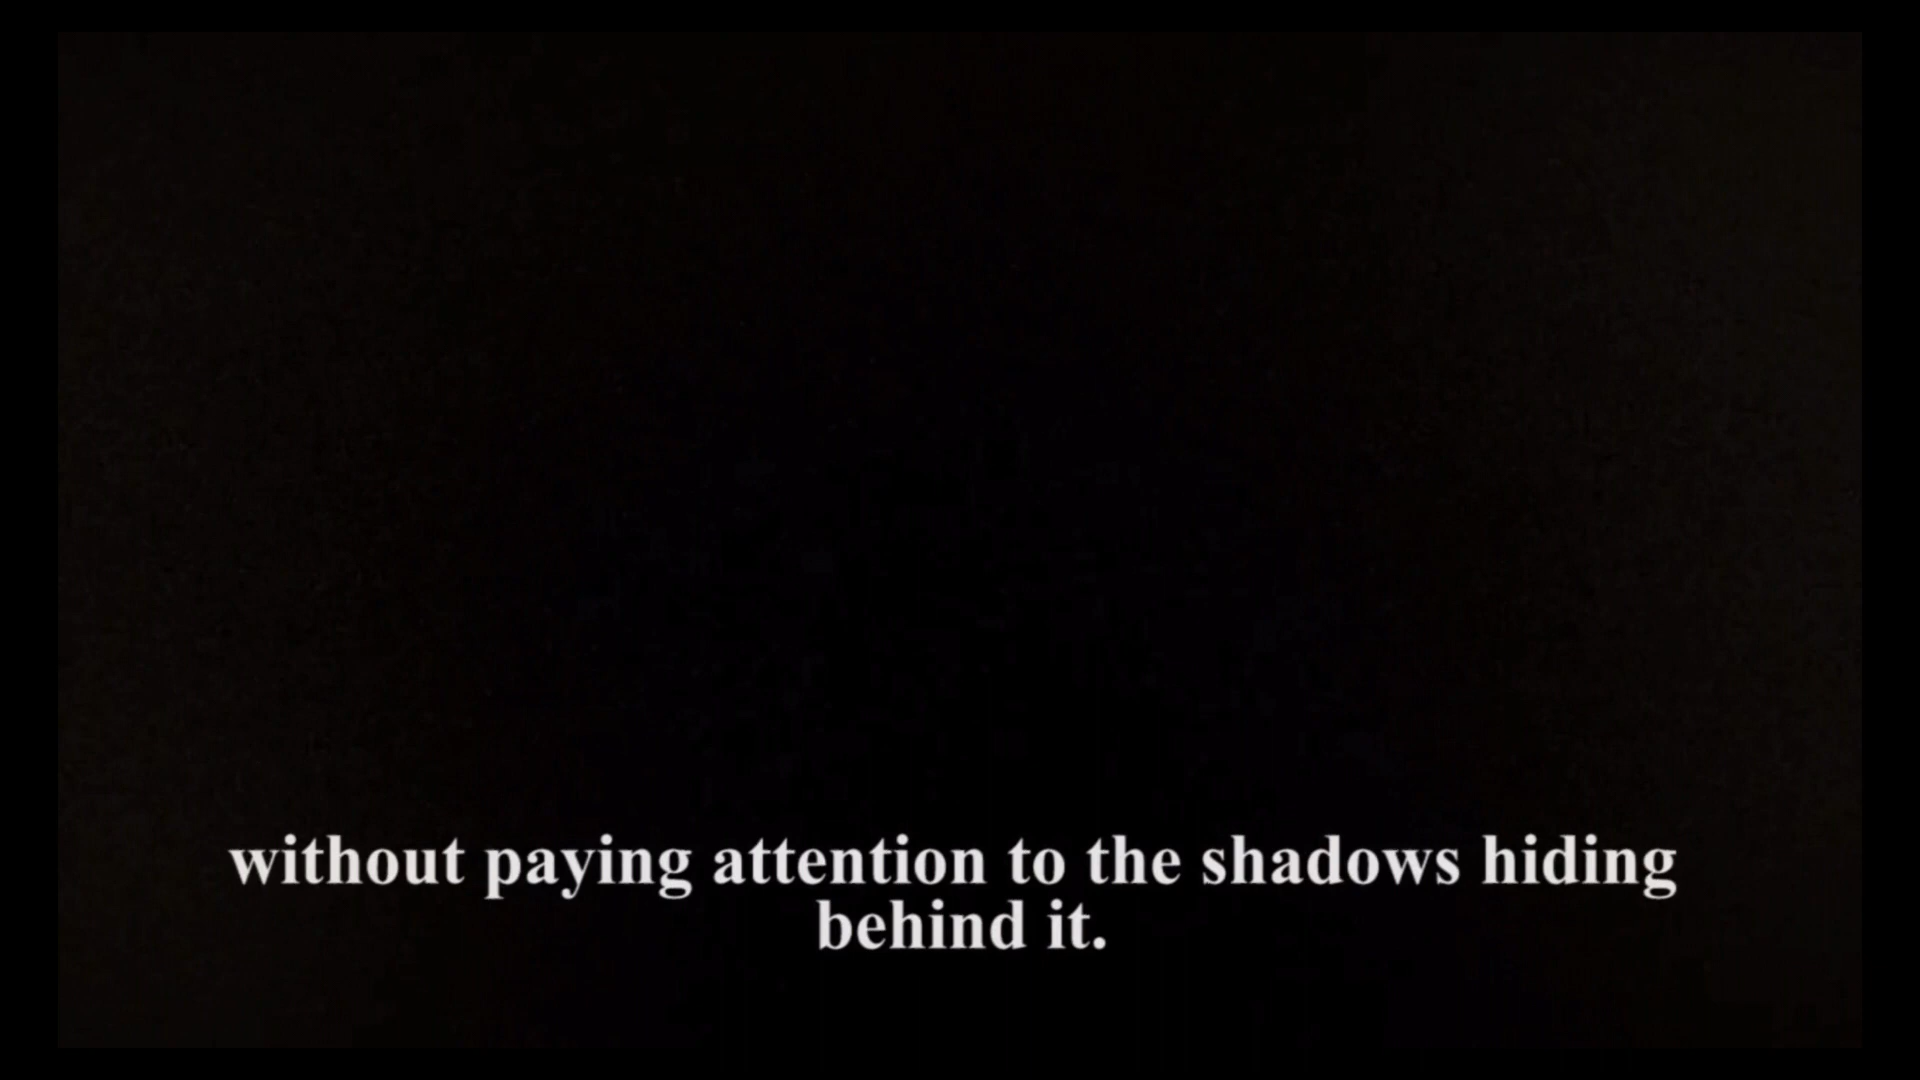 without paying attention to the shadows hiding
behind it.